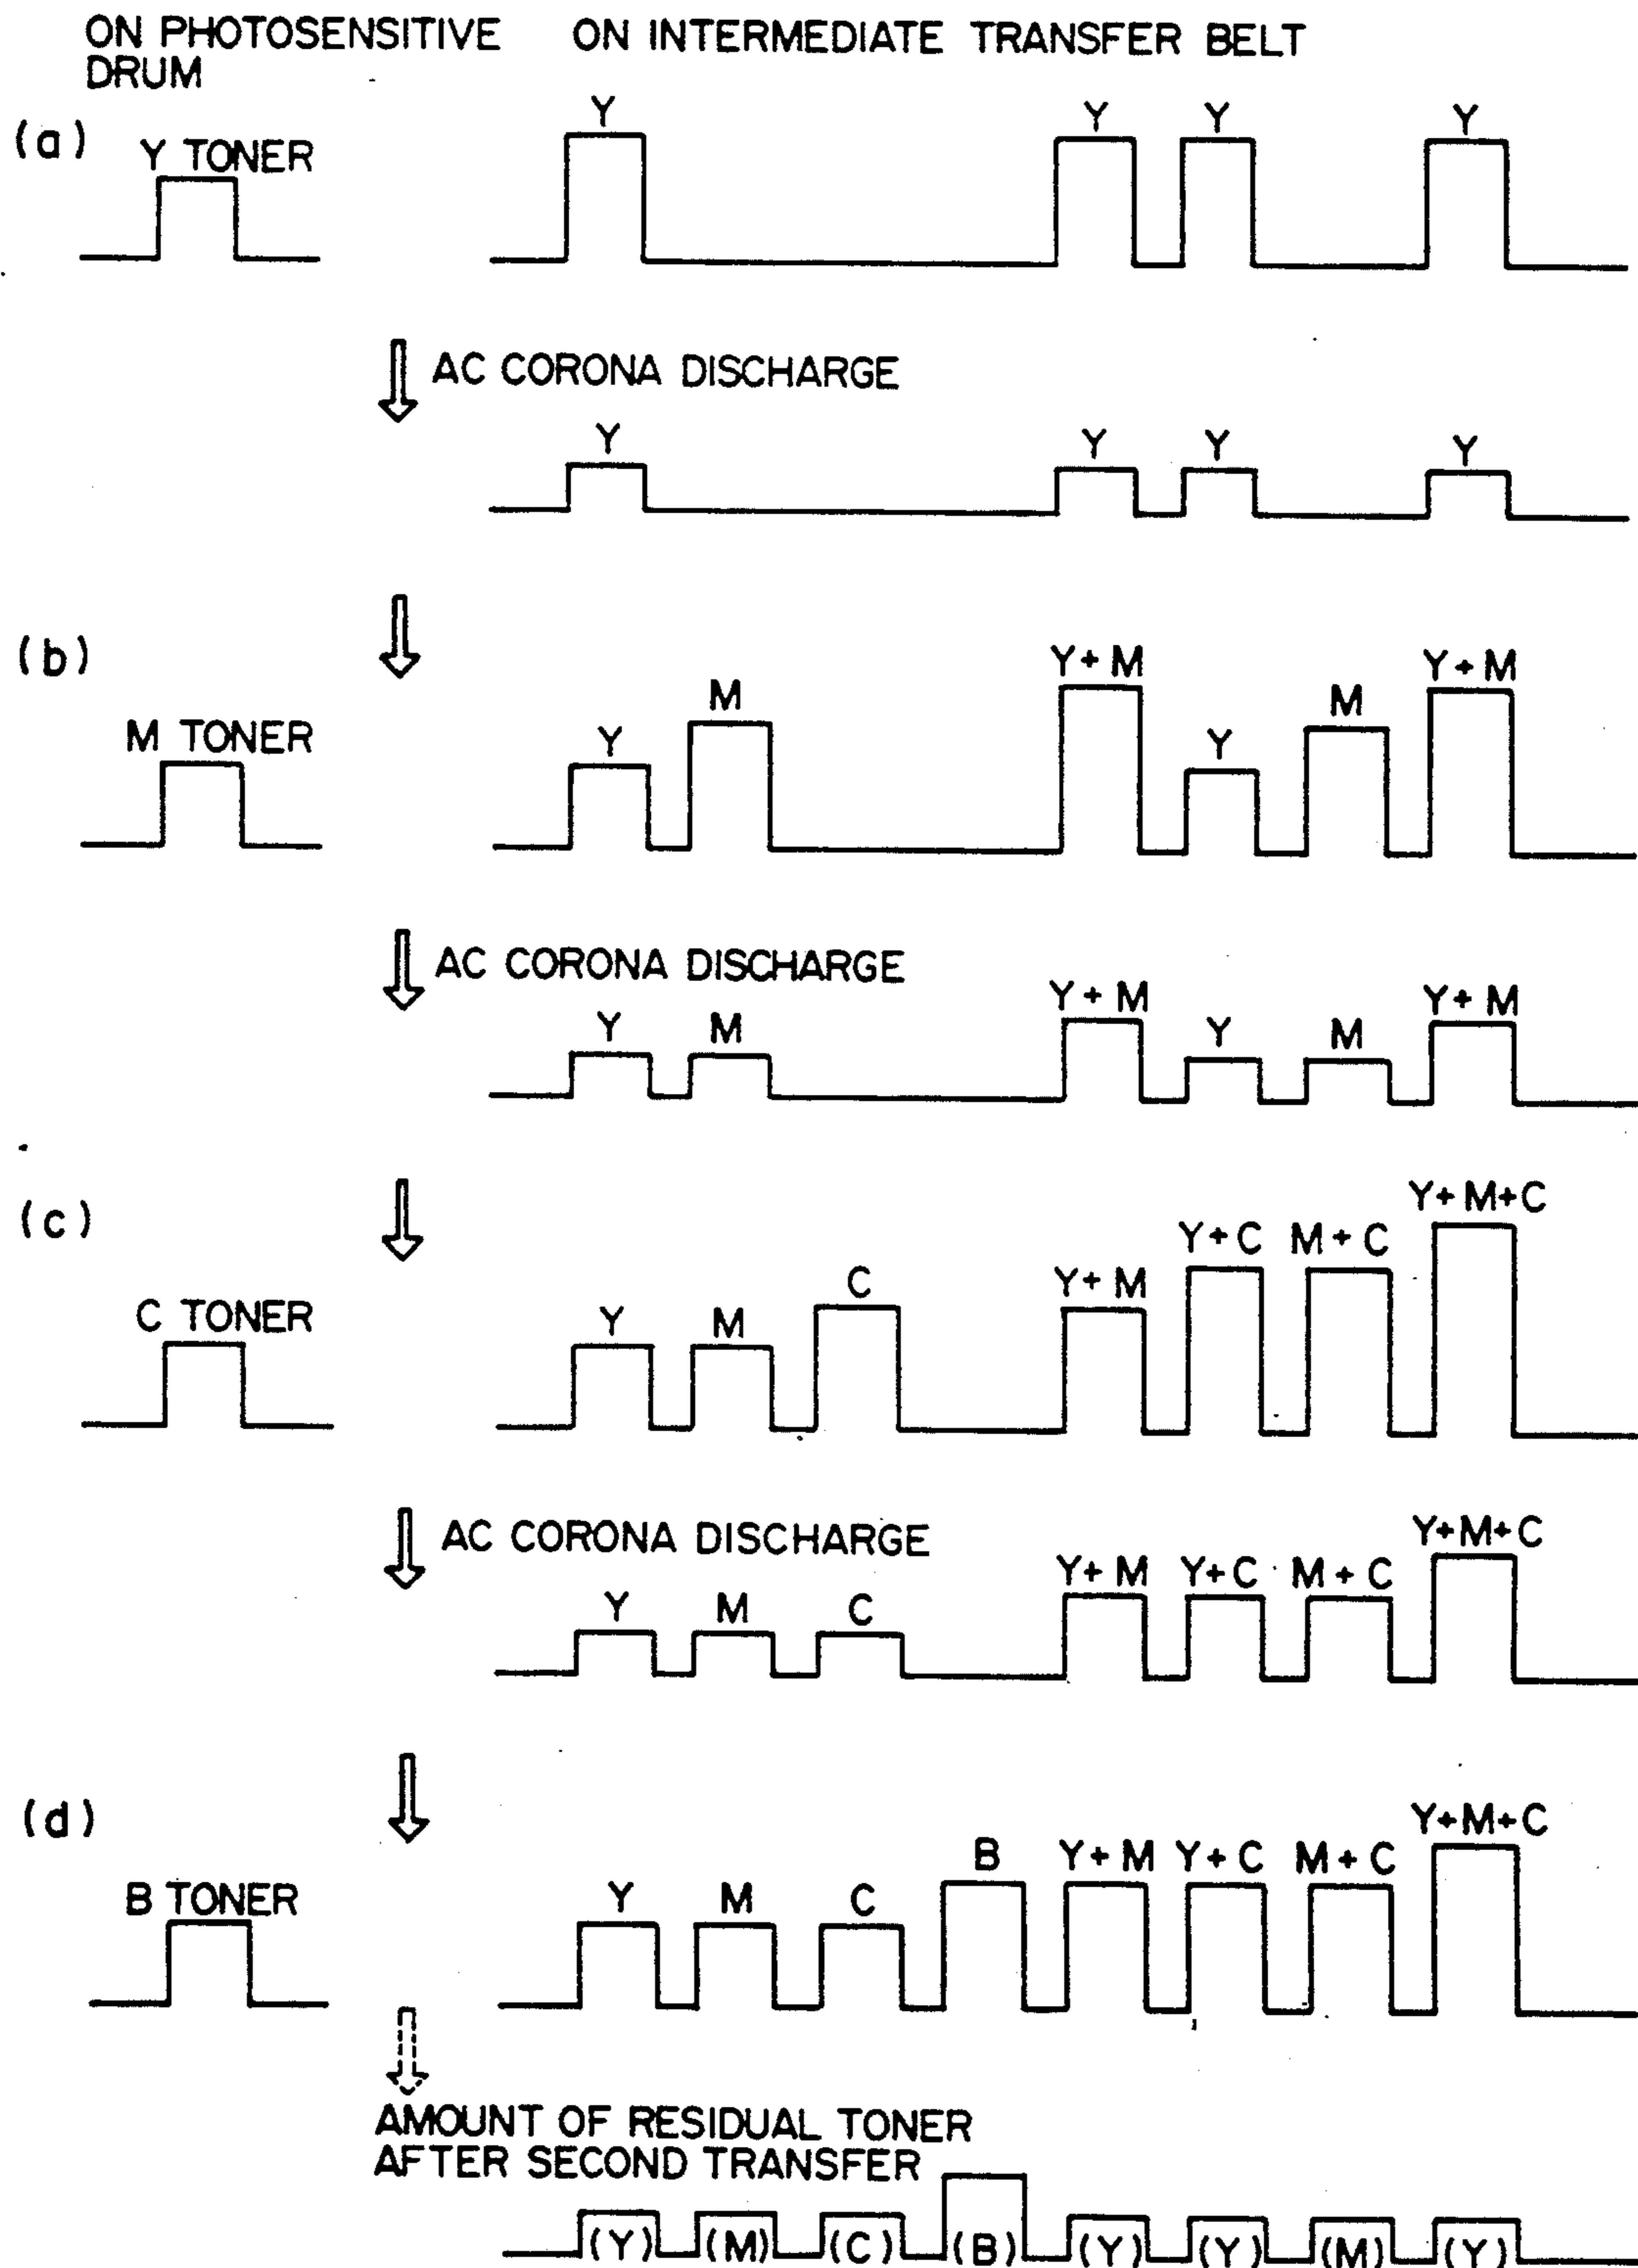 ON PHOTOSENSITIVE DRUM
ON INTERMEDIATE TRANSFER BELT
(a)
Y TONER
Y Y Y Y
AC CORONA DISCHARGE
Y Y Y Y
(b)
M TONER
Y M Y+M Y M Y+M
AC CORONA DISCHARGE
Y M Y+M Y M Y+M
(c)
C TONER
Y M C Y+M Y+C M+C Y+M+C
AC CORONA DISCHARGE
Y M C Y+M Y+C M+C Y+M+C
(d)
B TONER
Y M C B Y+M Y+C M+C Y+M+C
AMOUNT OF RESIDUAL TONER
AFTER SECOND TRANSFER
(Y) (M) (C) (B) (Y) (Y) (M) (Y)